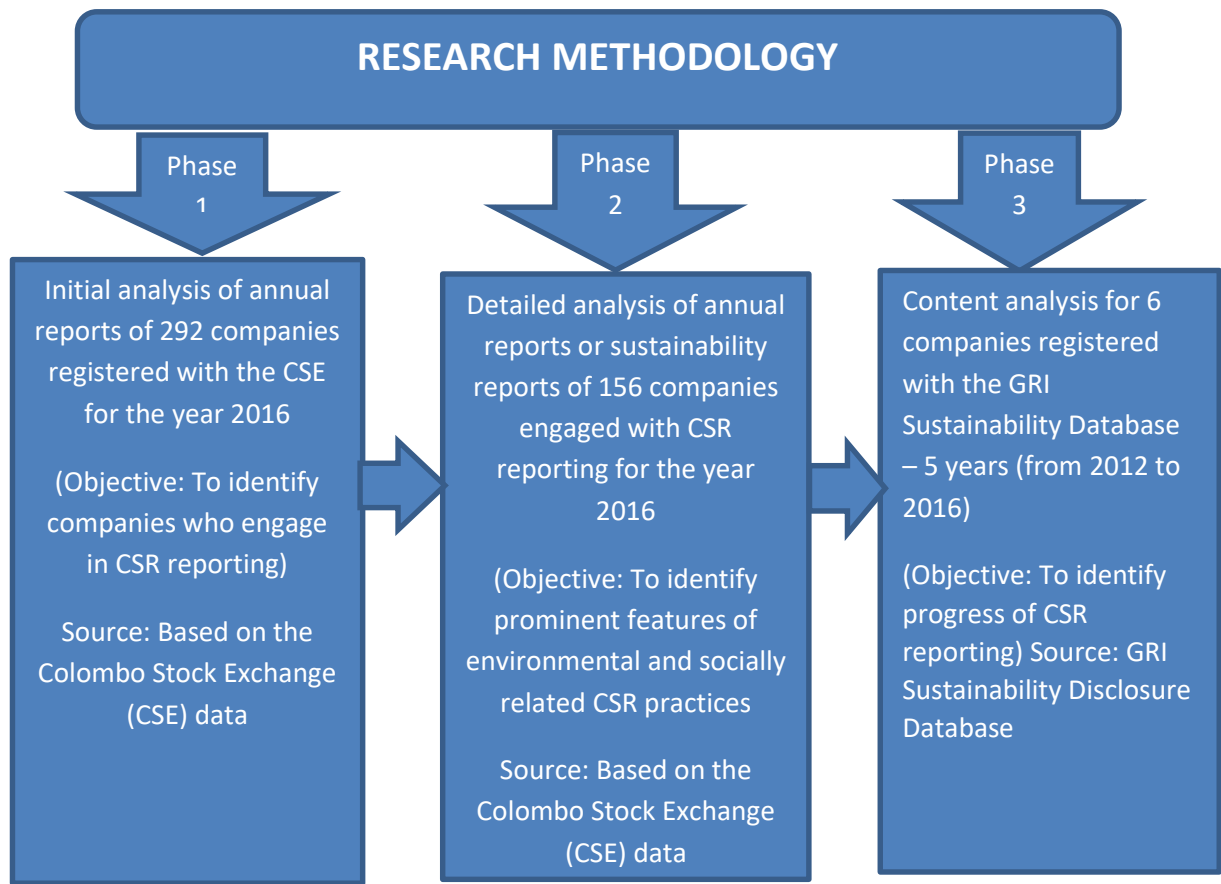 RESEARCH METHODOLOGY
Phase
1
Initial analysis of annual
reports of 292 companies
registered with the CSE
for the year 2016
(Objective: To identify
companies who engage
in CSR reporting)
Source: Based on the
Colombo Stock Exchange
(CSE) data
Phase
2
Detailed analysis of annual
reports or sustainability
reports of 156 companies
engaged with CSR
reporting for the year
2016
(Objective: To identify
prominent features of
environmental and socially
related CSR practices
Source: Based on the
Colombo Stock Exchange
(CSE) data
Phase
3
Content analysis for 6
companies registered
with the GRI
Sustainability Database
– 5 years (from 2012 to
2016)
(Objective: To identify
progress of CSR
reporting) Source: GRI
Sustainability Disclosure
Database